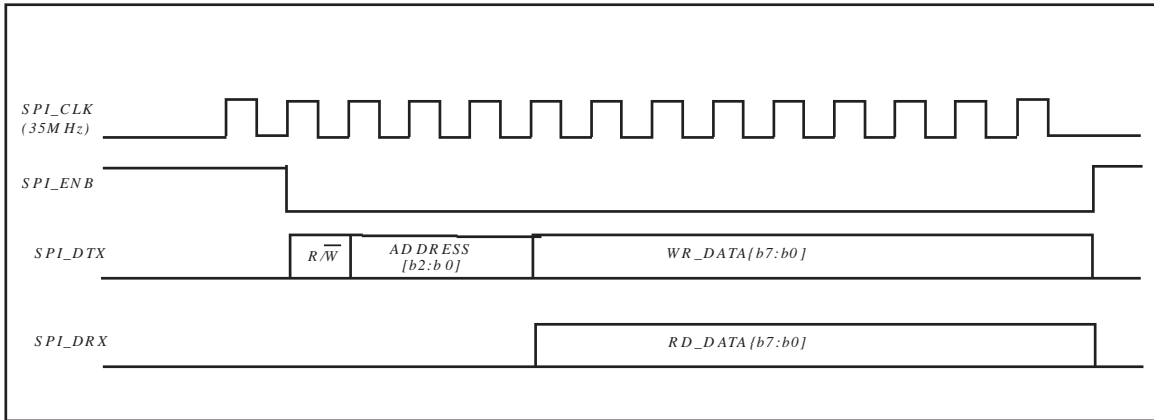 SPI_CLK
(35MHz)
SPI_ENB
SPI_DTX
R/W̅
ADDRESS
[b2:b0]
WR_DATA[b7:b0]
SPI_DRX
RD_DATA[b7:b0]